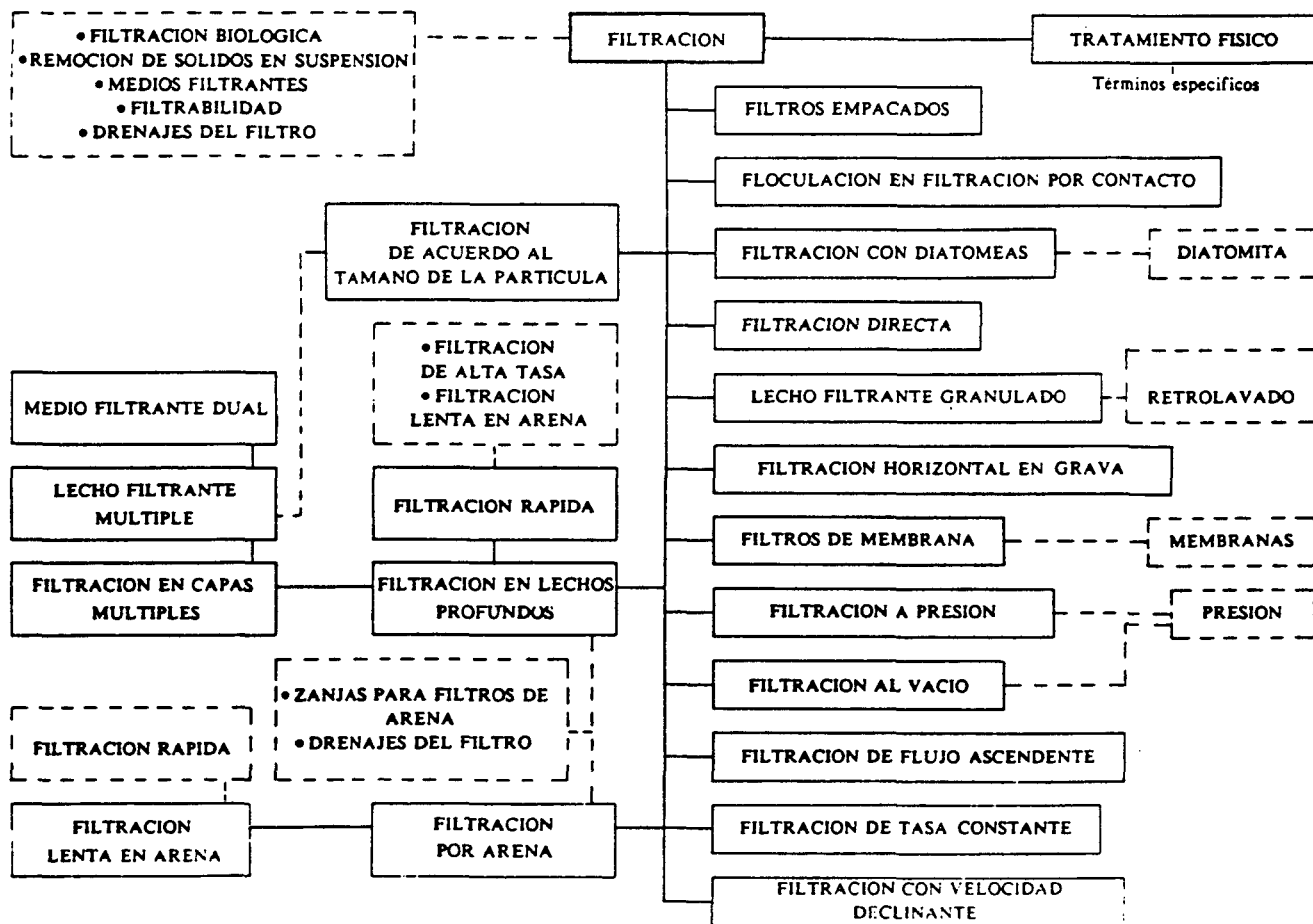 • FILTRACION BIOLOGICA
• REMOCION DE SOLIDOS EN SUSPENSION
• MEDIOS FILTRANTES
• FILTRABILIDAD
• DRENAJES DEL FILTRO
FILTRACION
TRATAMIENTO FISICO
Términos especificos
FILTROS EMPACADOS
FLOCULACION EN FILTRACION POR CONTACTO
FILTRACION
DE ACUERDO AL
TAMANO DE LA PARTICULA
FILTRACION CON DIATOMEAS
DIATOMITA
FILTRACION DIRECTA
• FILTRACION
DE ALTA TASA
• FILTRACION
LENTA EN ARENA
MEDIO FILTRANTE DUAL
LECHO FILTRANTE GRANULADO
RETROLAVADO
LECHO FILTRANTE
MULTIPLE
FILTRACION RAPIDA
FILTRACION HORIZONTAL EN GRAVA
FILTROS DE MEMBRANA
MEMBRANAS
FILTRACION EN CAPAS
MULTIPLES
FILTRACION EN LECHOS
PROFUNDOS
FILTRACION A PRESION
PRESION
FILTRACION AL VACIO
• ZANJAS PARA FILTROS DE
ARENA
• DRENAJES DEL FILTRO
FILTRACION RAPIDA
FILTRACION DE FLUJO ASCENDENTE
FILTRACION
LENTA EN ARENA
FILTRACION
POR ARENA
FILTRACION DE TASA CONSTANTE
FILTRACION CON VELOCIDAD
DECLINANTE